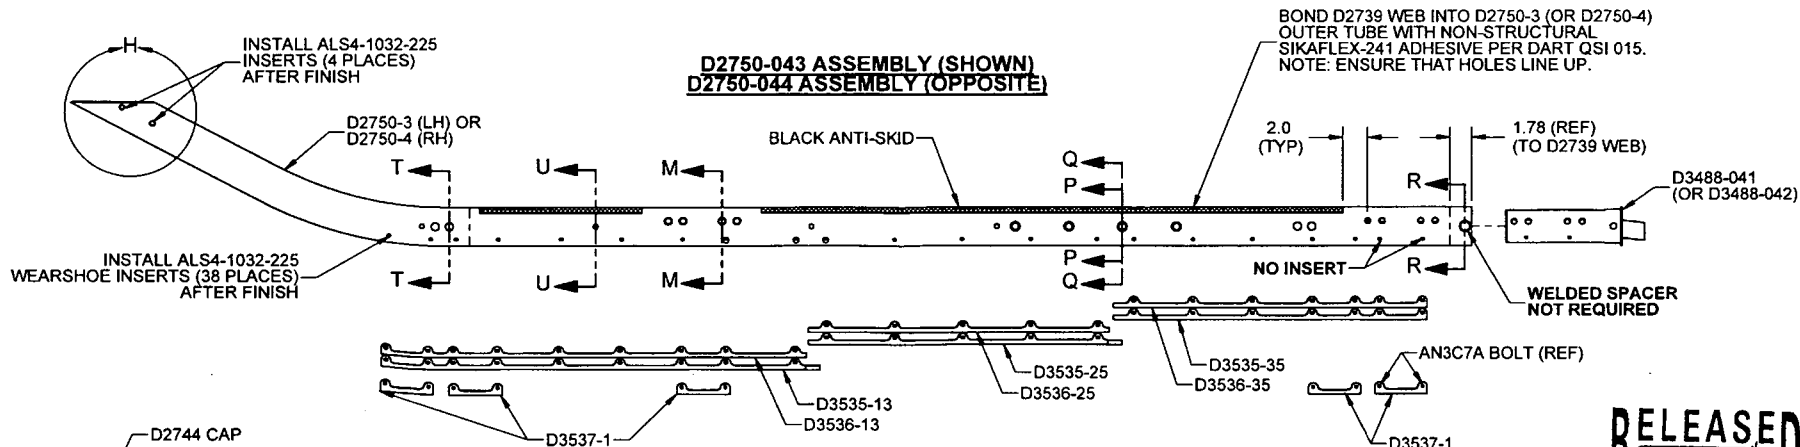 H
INSTALL ALS4-1032-225
INSERTS (4 PLACES)
AFTER FINISH
D2750-043 ASSEMBLY (SHOWN)
D2750-044 ASSEMBLY (OPPOSITE)
BOND D2739 WEB INTO D2750-3 (OR D2750-4)
OUTER TUBE WITH NON-STRUCTURAL
SIKAFLEX-241 ADHESIVE PER DART QSI 015.
NOTE: ENSURE THAT HOLES LINE UP.
D2750-3 (LH) OR
D2750-4 (RH)
BLACK ANTI-SKID
2.0
(TYP)
1.78 (REF)
(TO D2739 WEB)
D3488-041
(OR D3488-042)
T
U
M
Q
P
R
INSTALL ALS4-1032-225
WEARSHOE INSERTS (38 PLACES)
AFTER FINISH
T
U
M
P
Q
NO INSERT
R
WELDED SPACER
NOT REQUIRED
D3535-35
D3536-35
AN3C7A BOLT (REF)
D3535-25
D3536-25
D3535-13
D3536-13
D3537-1
D3537-1
D2744 CAP
RELEASED